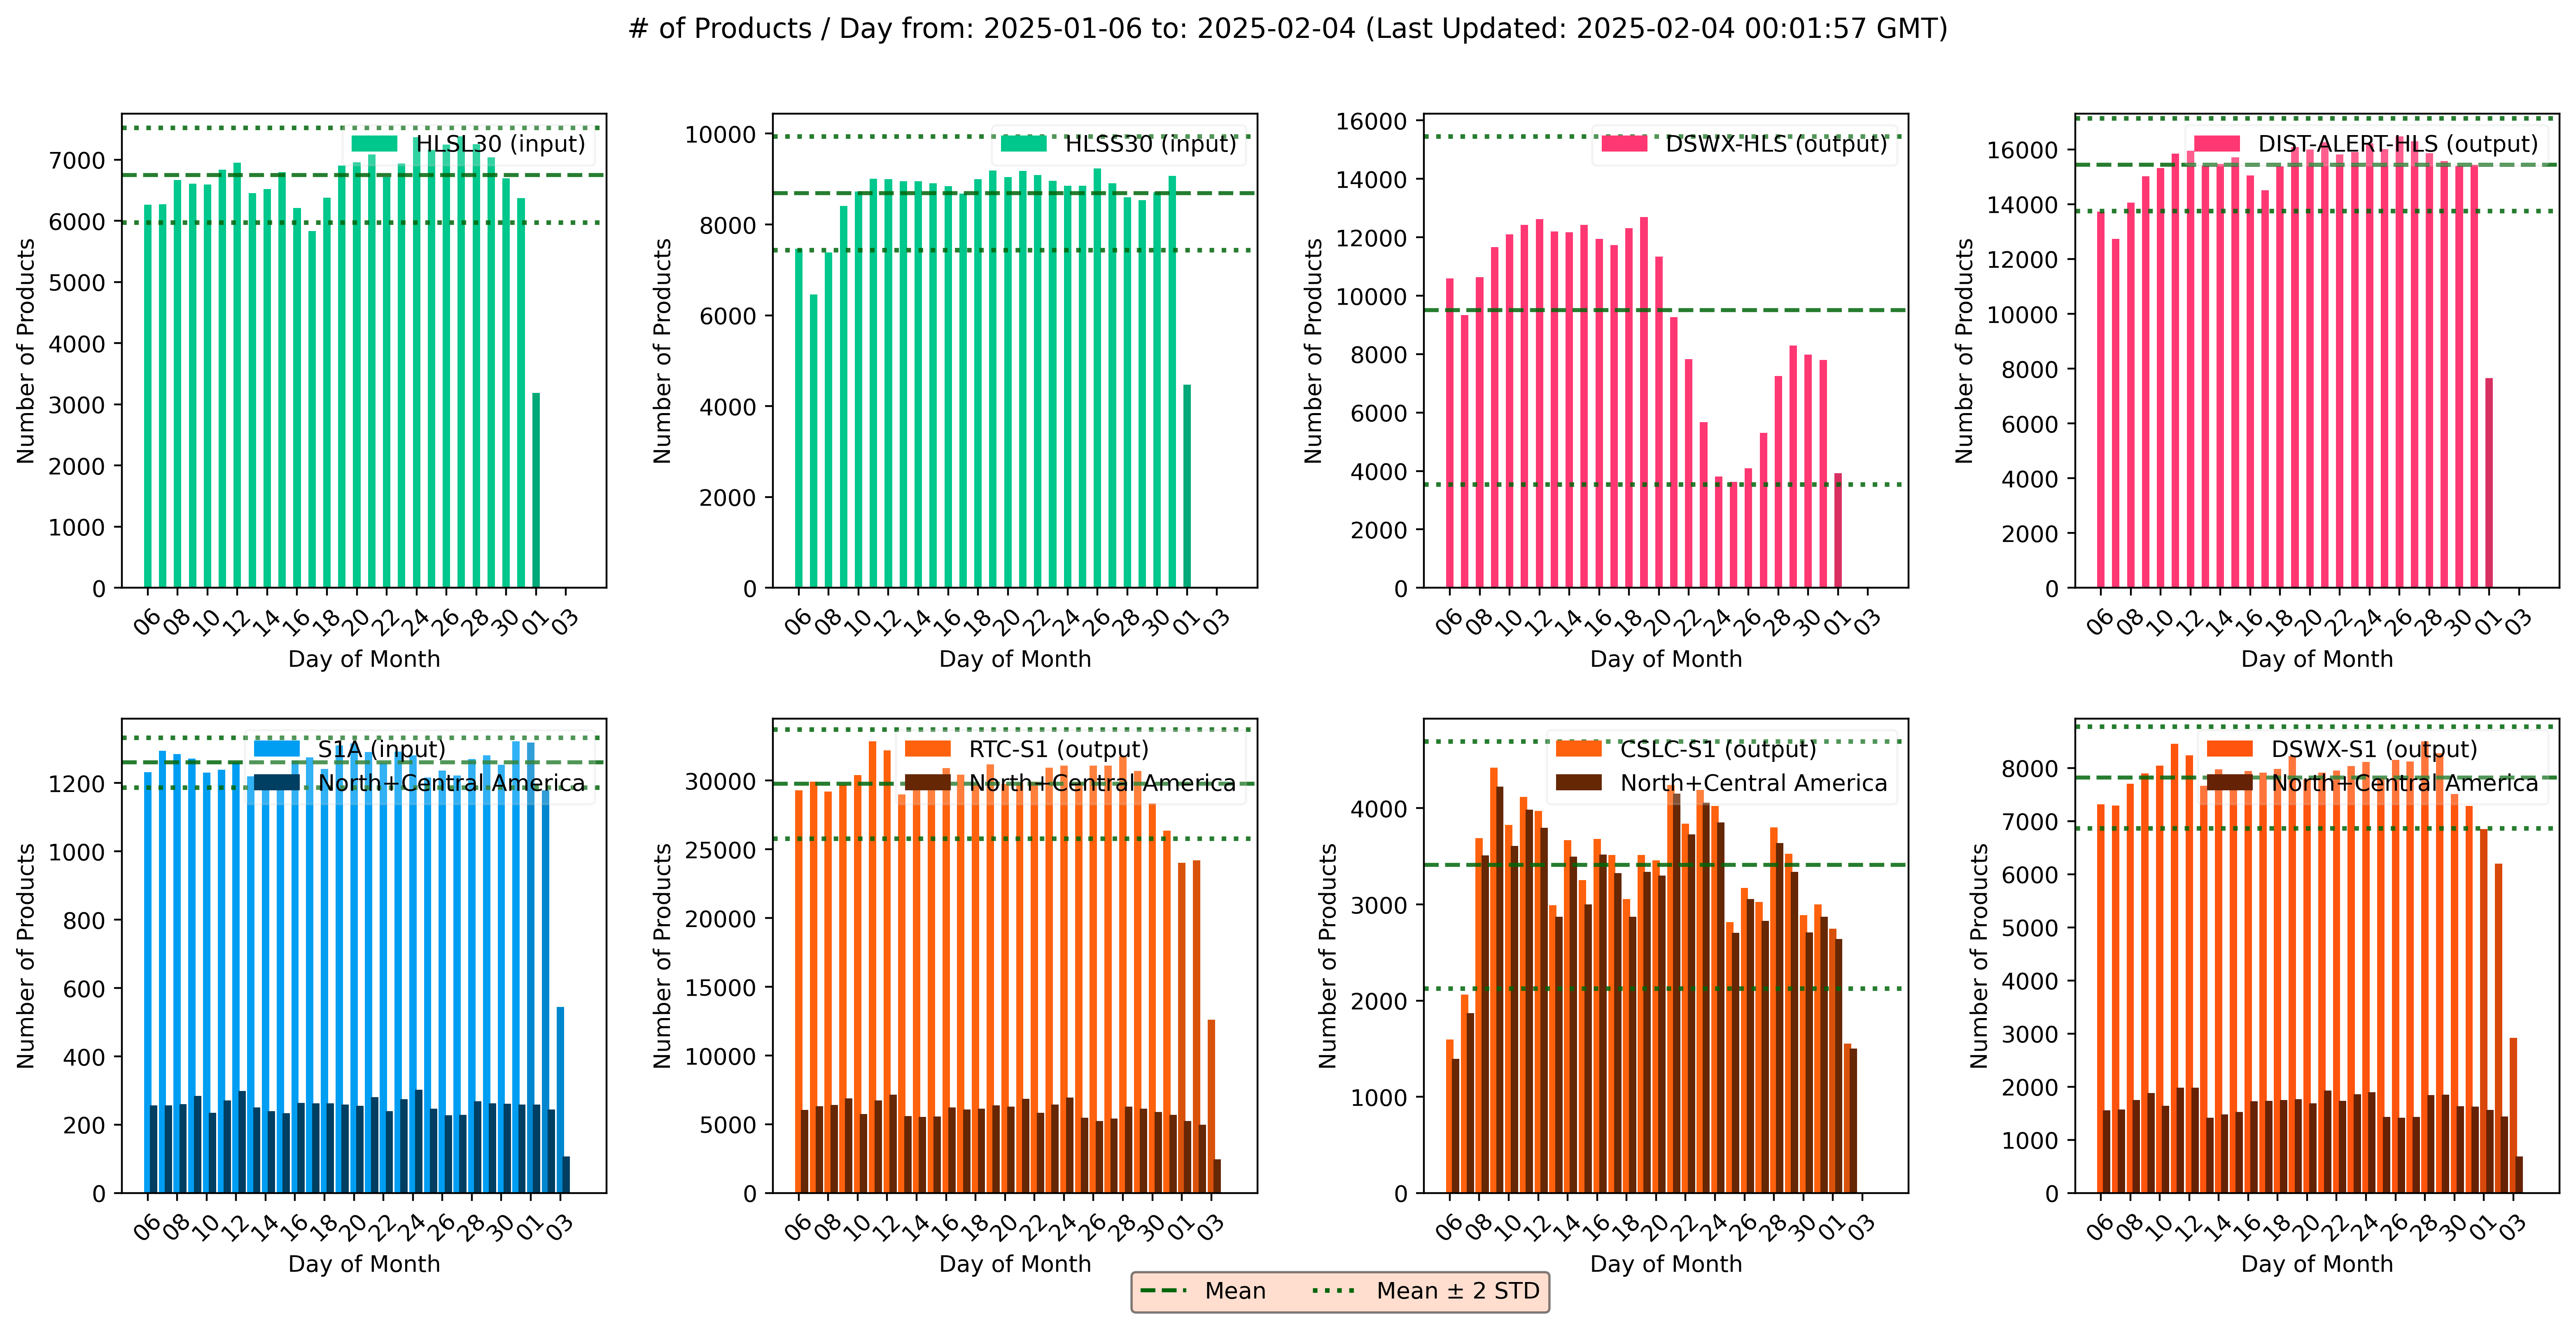 # of Products / Day from: 2025-01-06 to: 2025-02-04 (Last Updated: 2025-02-04 00:01:57 GMT)
HLSL30 (input)
Number of Products
7000
6000
5000
4000
3000
2000
1000
0
06 08 10 12 14 16 18 20 22 24 26 28 30 01 03
Day of Month
HLSS30 (input)
Number of Products
10000
8000
6000
4000
2000
0
06 08 10 12 14 16 18 20 22 24 26 28 30 01 03
Day of Month
DSWX-HLS (output)
Number of Products
16000
14000
12000
10000
8000
6000
4000
2000
0
06 08 10 12 14 16 18 20 22 24 26 28 30 01 03
Day of Month
DIST-ALERT-HLS (output)
Number of Products
16000
14000
12000
10000
8000
6000
4000
2000
0
06 08 10 12 14 16 18 20 22 24 26 28 30 01 03
Day of Month
S1A (input)
North+Central America
Number of Products
1200
1000
800
600
400
200
0
06 08 10 12 14 16 18 20 22 24 26 28 30 01 03
Day of Month
RTC-S1 (output)
North+Central America
Number of Products
30000
25000
20000
15000
10000
5000
0
06 08 10 12 14 16 18 20 22 24 26 28 30 01 03
Day of Month
CSLC-S1 (output)
North+Central America
Number of Products
4000
3000
2000
1000
0
06 08 10 12 14 16 18 20 22 24 26 28 30 01 03
Day of Month
DSWX-S1 (output)
North+Central America
Number of Products
8000
7000
6000
5000
4000
3000
2000
1000
0
06 08 10 12 14 16 18 20 22 24 26 28 30 01 03
Day of Month
Mean
Mean ± 2 STD